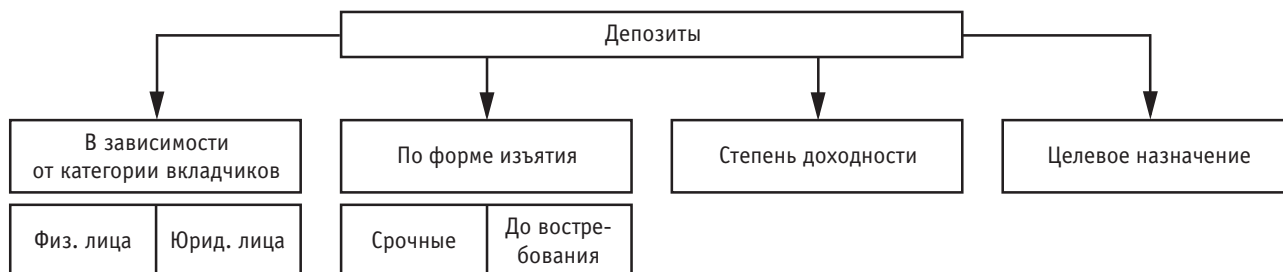 Депозиты
В зависимости
от категории вкладчиков
По форме изъятия
Степень доходности
Целевое назначение
Физ. лица
Юрид. лица
Срочные
До востре-
бования